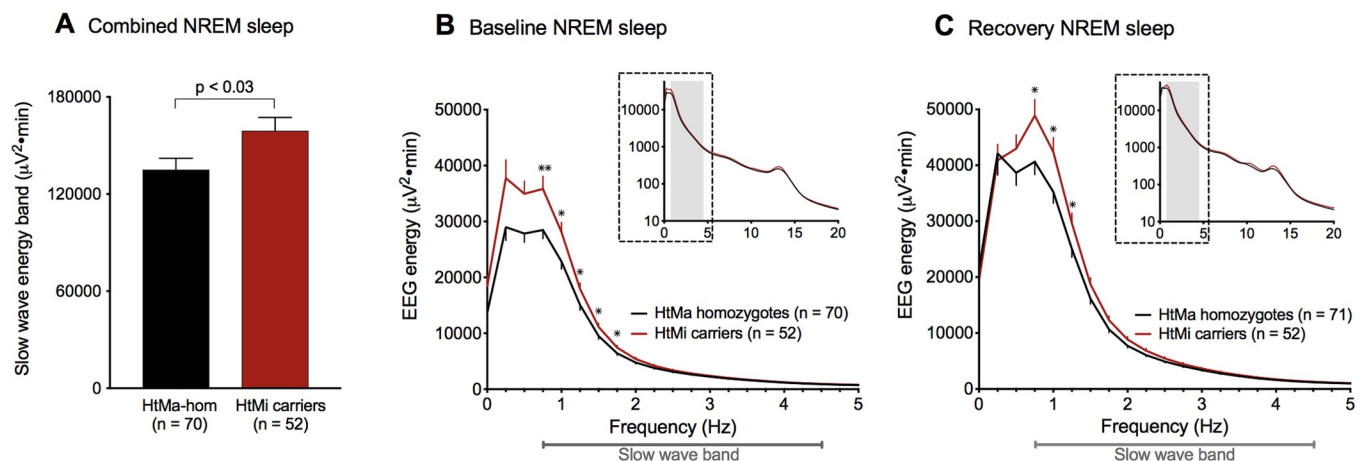 A Combined NREM sleep
p < 0.03
Slow wave energy band (μV²•min)
180000
120000
60000
0
HtMa-hom
(n = 70)
HtMi carriers
(n = 52)
B Baseline NREM sleep
EEG energy (μV²•min)
50000
40000
30000
20000
10000
0
**
*
*
*
*
10000
1000
100
10
0 5 10 15 20
HtMa homozygotes (n = 70)
HtMi carriers (n = 52)
0 1 2 3 4 5
Frequency (Hz)
Slow wave band
C Recovery NREM sleep
EEG energy (μV²•min)
50000
40000
30000
20000
10000
0
*
*
*
10000
1000
100
10
0 5 10 15 20
HtMa homozygotes (n = 71)
HtMi carriers (n = 52)
0 1 2 3 4 5
Frequency (Hz)
Slow wave band